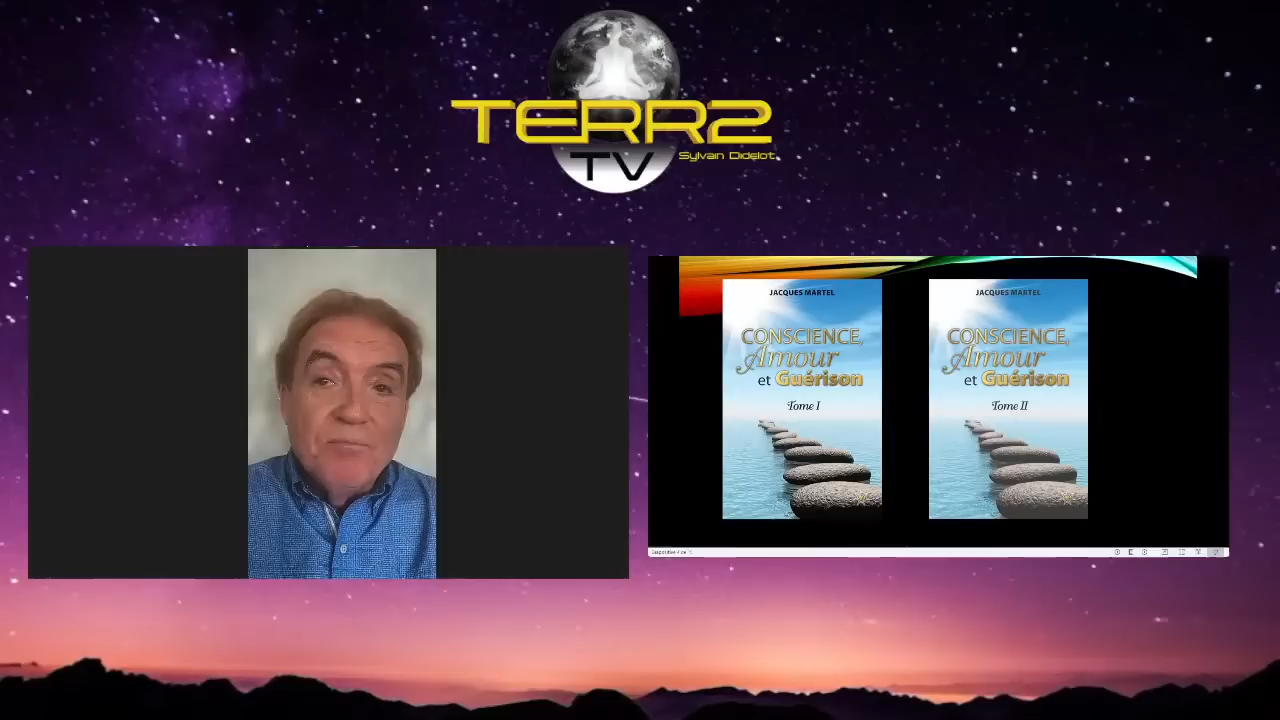 TERR2
TV
Sylvain Didelot
JACQUES MARTEL
CONSCIENCE,
Amour
et Guérison
Tome I
JACQUES MARTEL
CONSCIENCE,
Amour
et Guérison
Tome II